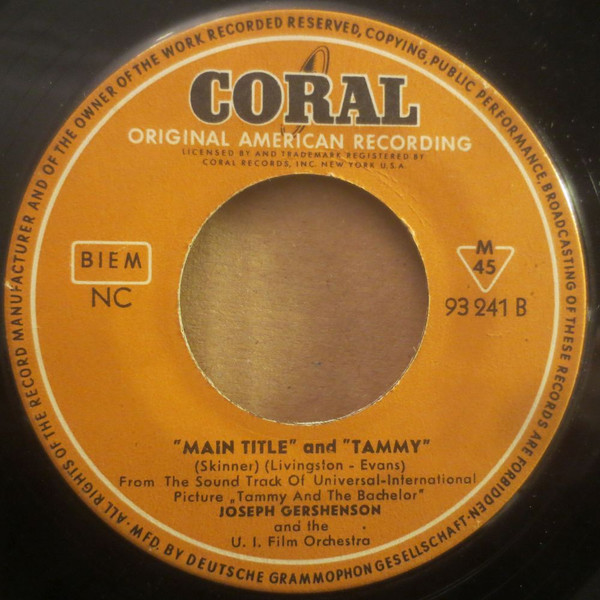 ALL RIGHTS OF THE RECORD MANUFACTURER AND OF THE OWNER OF THE WORK RECORDED RESERVED, COPYING, PUBLIC PERFORMANCE, BROADCASTING OF THESE RECORDS ARE FORBIDDEN·
CORAL
ORIGINAL AMERICAN RECORDING
LICENSED BY AND TRADEMARK REGISTERED BY
CORAL RECORDS, INC. NEW YORK U.S.A.
BIEM
NC
M
45
93 241 B
"MAIN TITLE" and "TAMMY"
(Skinner) (Livingston - Evans)
From The Sound Track Of Universal-International
Picture „Tammy And The Bachelor"
JOSEPH GERSHENSON
and the
U. I. Film Orchestra
·MFD. BY DEUTSCHE GRAMMOPHON GESELLSCHAFT·